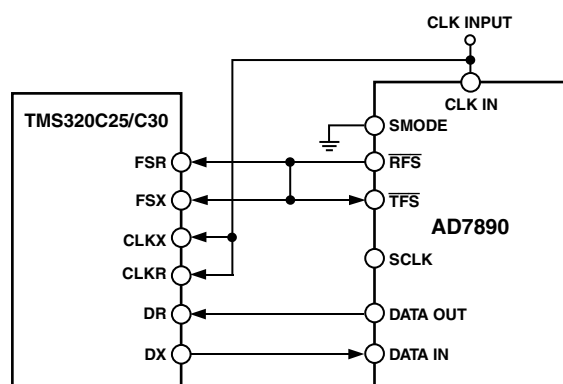 CLK INPUT
CLK IN
TMS320C25/C30
SMODE
FSR
RFS
FSX
TFS
AD7890
CLKX
SCLK
CLKR
DR
DATA OUT
DX
DATA IN